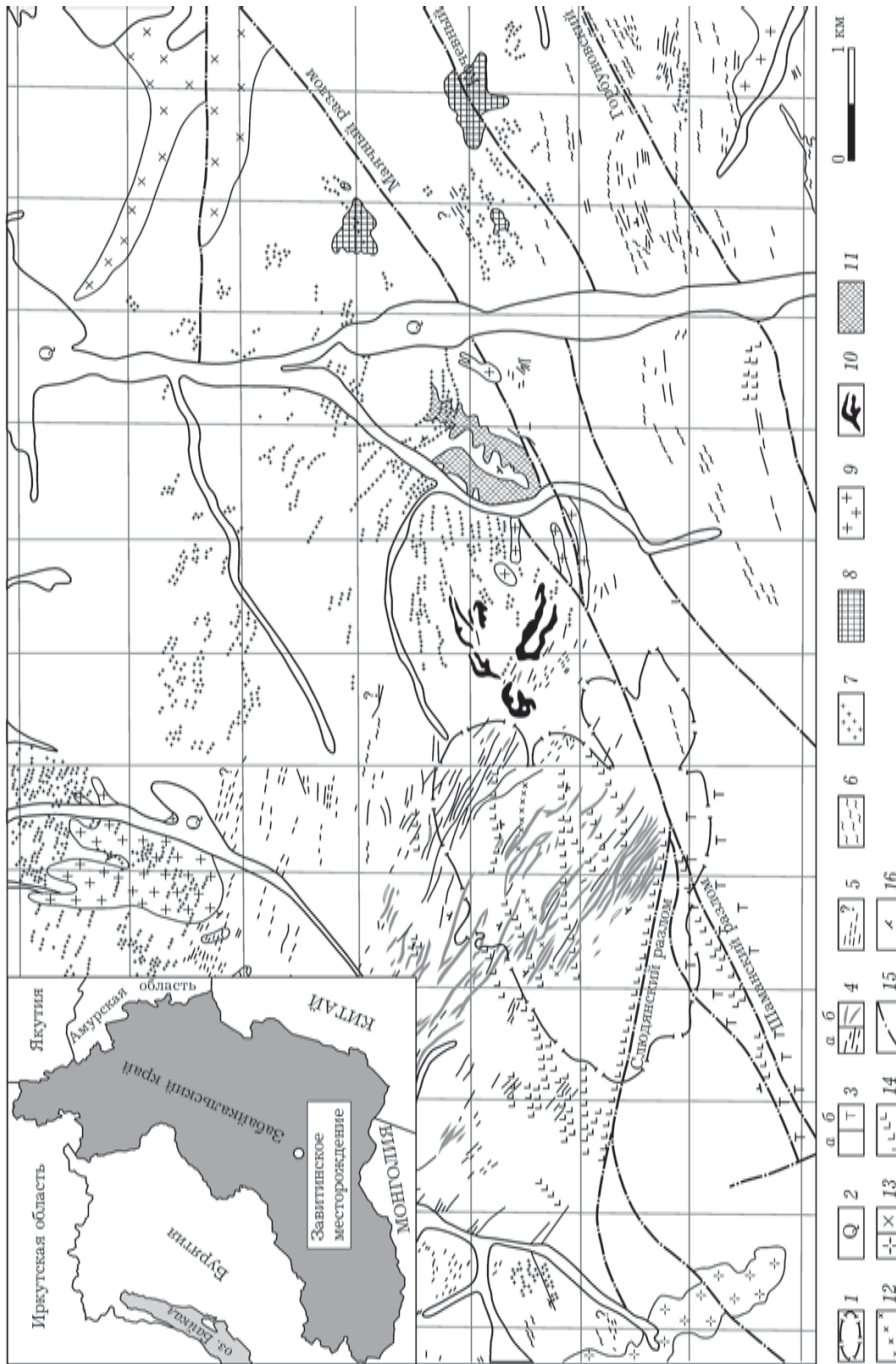 Якутия
Амурская
область
Иркутская область
Забайкальский край
Бурятия
КИТАЙ
оз. Байкал
Завитинское
месторождение
МОНГОЛИЯ
Q
Q
Q
Маячный разлом
Горбуновский
Слюдянский разлом
Шаманский разлом
?
?
?
?
?
0 1 км
а б а б
1 Q 2 Т 3 4 ? 5 6 7 8 9 10 11
12 13 14 15 16